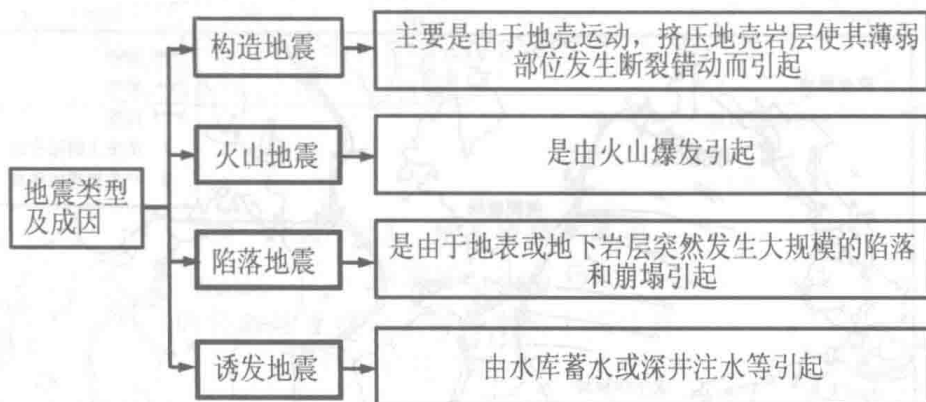 地震类型
及成因
构造地震
主要是由于地壳运动，挤压地壳岩层使其薄弱
部位发生断裂错动而引起
火山地震
是由火山爆发引起
陷落地震
是由于地表或地下岩层突然发生大规模的陷落
和崩塌引起
诱发地震
由水库蓄水或深井注水等引起